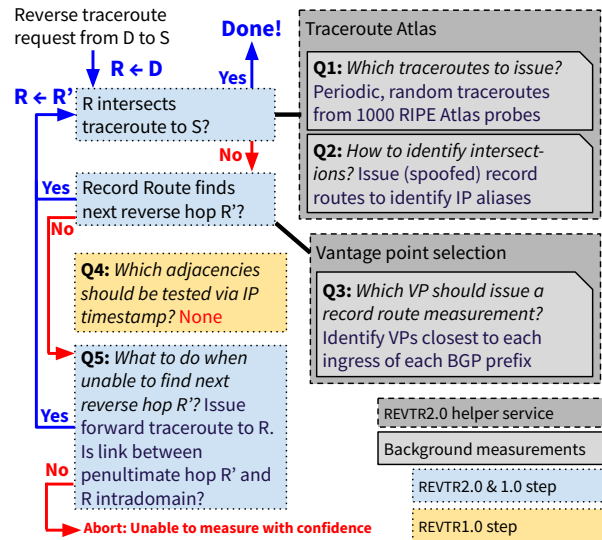 Reverse traceroute
request from D to S
R ← D
Done!
Yes
R ← R’
R intersects
traceroute to S?
No
Yes
Record Route finds
next reverse hop R’?
No
Q4: Which adjacencies
should be tested via IP
timestamp? None
Q5: What to do when
unable to find next
reverse hop R’? Issue
forward traceroute to R.
Is link between
penultimate hop R’ and
R intradomain?
Yes
No
Abort: Unable to measure with confidence
Traceroute Atlas
Q1: Which traceroutes to issue?
Periodic, random traceroutes
from 1000 RIPE Atlas probes
Q2: How to identify intersect-
ions? Issue (spoofed) record
routes to identify IP aliases
Vantage point selection
Q3: Which VP should issue a
record route measurement?
Identify VPs closest to each
ingress of each BGP prefix
REVTR2.0 helper service
Background measurements
REVTR2.0 & 1.0 step
REVTR1.0 step